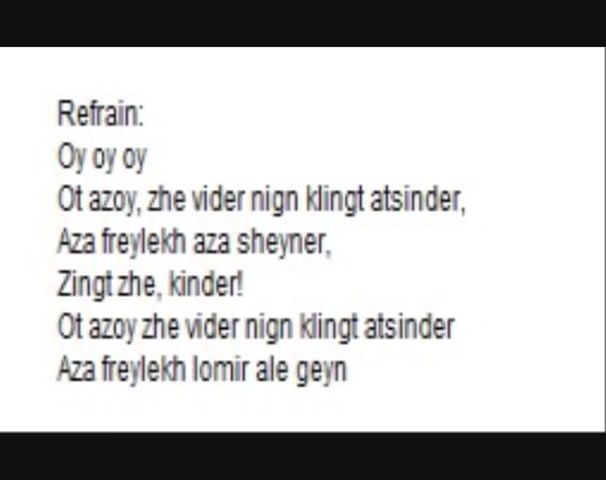 Refrain:
Oy oy oy
Ot azoy, zhe vider nign klingt atsinder,
Aza freylekh aza sheyner,
Zingt zhe, kinder!
Ot azoy zhe vider nign klingt atsinder
Aza freylekh lomir ale geyn